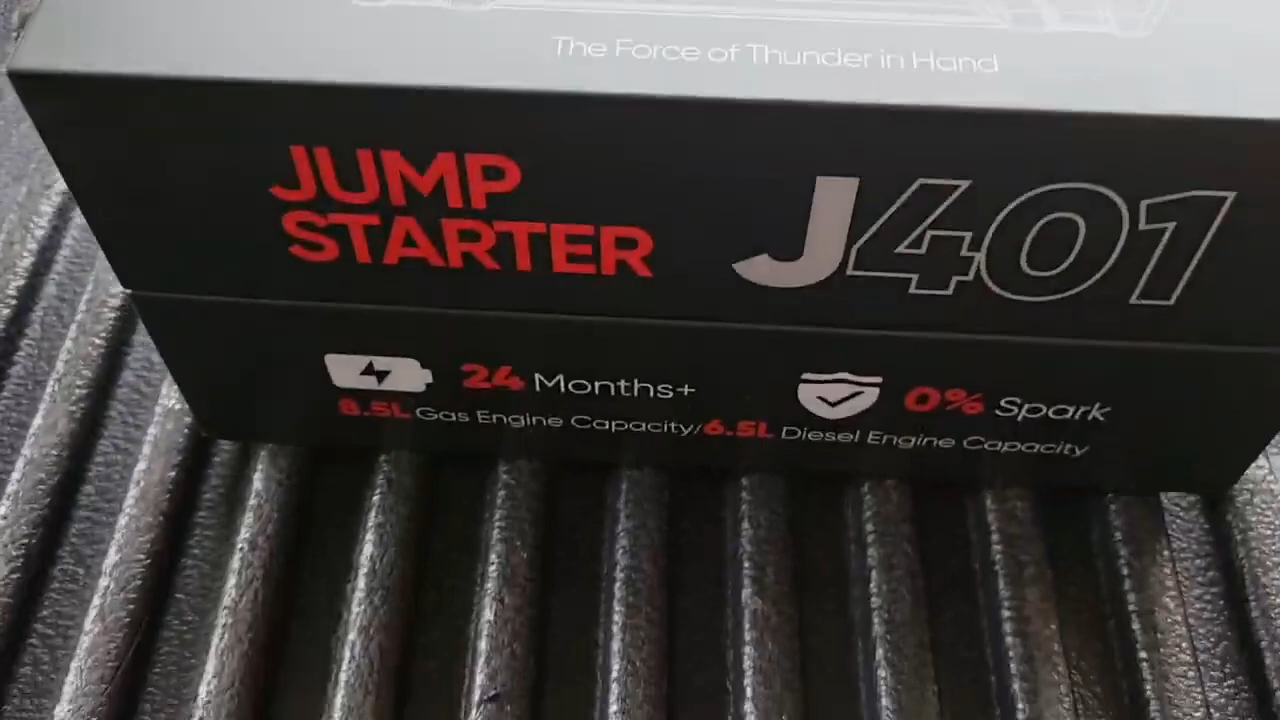 The Force of Thunder in Hand
JUMP
STARTER
J401
24 Months+
0% Spark
8.5L Gas Engine Capacity/6.5L Diesel Engine Capacity